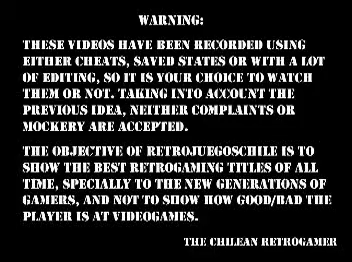 WARNING:
THESE VIDEOS HAVE BEEN RECORDED USING
EITHER CHEATS, SAVED STATES OR WITH A LOT
OF EDITING, SO IT IS YOUR CHOICE TO WATCH
THEM OR NOT. TAKING INTO ACCOUNT THE
PREVIOUS IDEA, NEITHER COMPLAINTS OR
MOCKERY ARE ACCEPTED.
THE OBJECTIVE OF RETROJUEGOSCHILE IS TO
SHOW THE BEST RETROGAMING TITLES OF ALL
TIME, SPECIALLY TO THE NEW GENERATIONS OF
GAMERS, AND NOT TO SHOW HOW GOOD/BAD THE
PLAYER IS AT VIDEOGAMES.
THE CHILEAN RETROGAMER